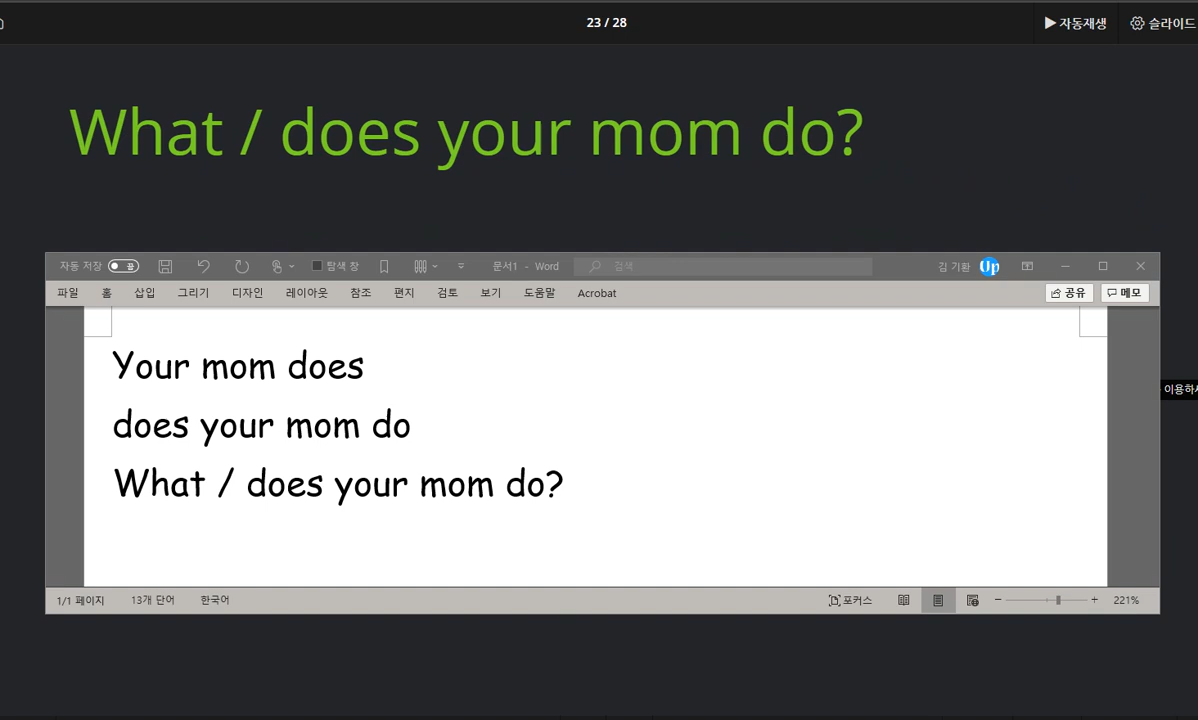 23 / 28
▶ 자동재생
슬라이드
What / does your mom do?
자동 저장 끔
탐색 창
문서1 - Word
검색
김 기환
Up
파일 홈 삽입 그리기 디자인 레이아웃 참조 편지 검토 보기 도움말 Acrobat
공유
메모
이용하
Your mom does
does your mom do
What / does your mom do?
1/1 페이지 13개 단어 한국어
포커스
221%